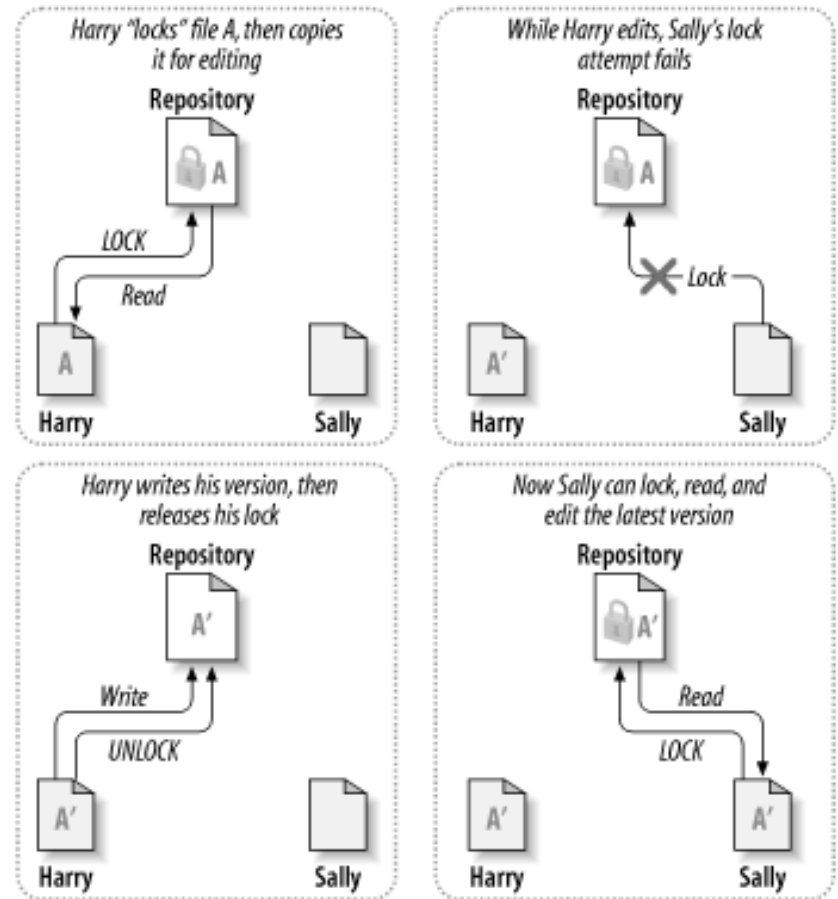 Harry “locks” file A, then copies
it for editing
Repository
A
LOCK
Read
A
Harry
Sally
While Harry edits, Sally’s lock
attempt fails
Repository
A
Lock
A′
Harry
Sally
Harry writes his version, then
releases his lock
Repository
A′
Write
UNLOCK
A′
Harry
Sally
Now Sally can lock, read, and
edit the latest version
Repository
A′
Read
LOCK
A′
A′
Harry
Sally